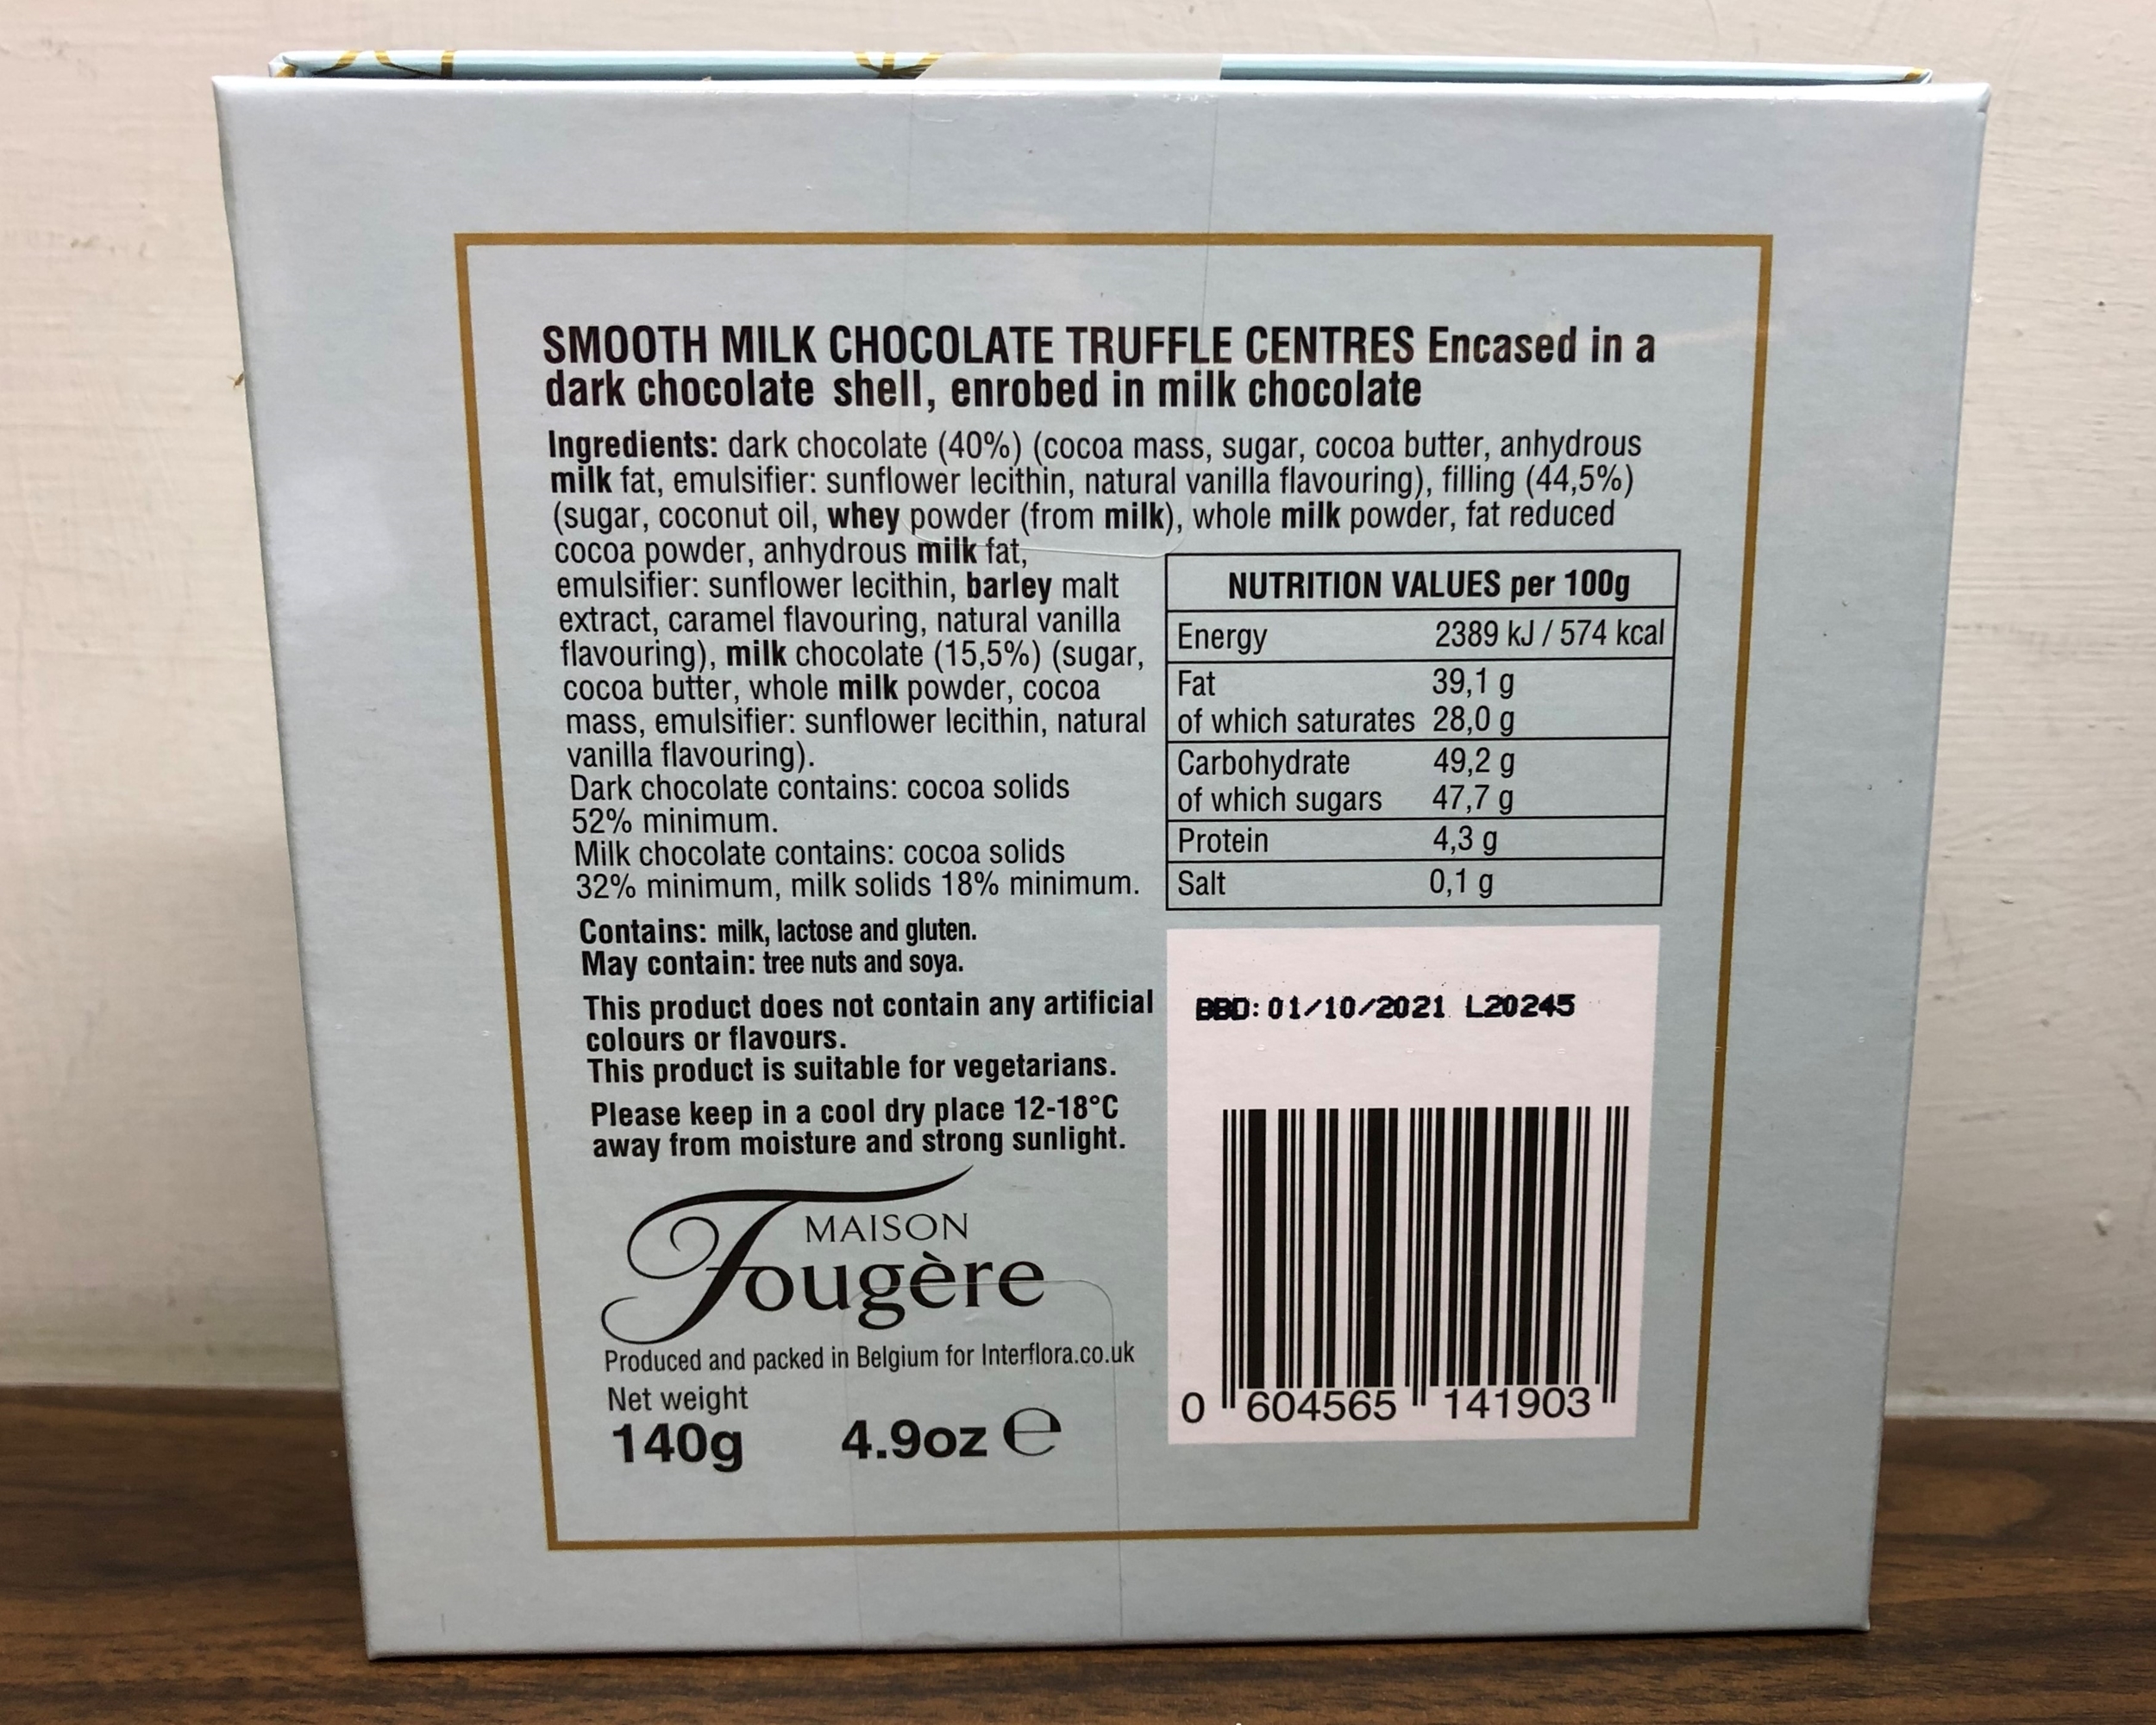 SMOOTH MILK CHOCOLATE TRUFFLE CENTRES Encased in a
dark chocolate shell, enrobed in milk chocolate
Ingredients: dark chocolate (40%) (cocoa mass, sugar, cocoa butter, anhydrous
milk fat, emulsifier: sunflower lecithin, natural vanilla flavouring), filling (44,5%)
(sugar, coconut oil, whey powder (from milk), whole milk powder, fat reduced
cocoa powder, anhydrous milk fat,
emulsifier: sunflower lecithin, barley malt
extract, caramel flavouring, natural vanilla
flavouring), milk chocolate (15,5%) (sugar,
cocoa butter, whole milk powder, cocoa
mass, emulsifier: sunflower lecithin, natural
vanilla flavouring).
Dark chocolate contains: cocoa solids
52% minimum.
Milk chocolate contains: cocoa solids
32% minimum, milk solids 18% minimum.
Contains: milk, lactose and gluten.
May contain: tree nuts and soya.
This product does not contain any artificial
colours or flavours.
This product is suitable for vegetarians.
Please keep in a cool dry place 12-18°C
away from moisture and strong sunlight.
MAISON
Fougère
Produced and packed in Belgium for Interflora.co.uk
Net weight
140g 4.9oz e
NUTRITION VALUES per 100g
Energy 2389 kJ / 574 kcal
Fat 39,1 g
of which saturates 28,0 g
Carbohydrate 49,2 g
of which sugars 47,7 g
Protein 4,3 g
Salt 0,1 g
BBD: 01/10/2021 L20245
0 604565 141903